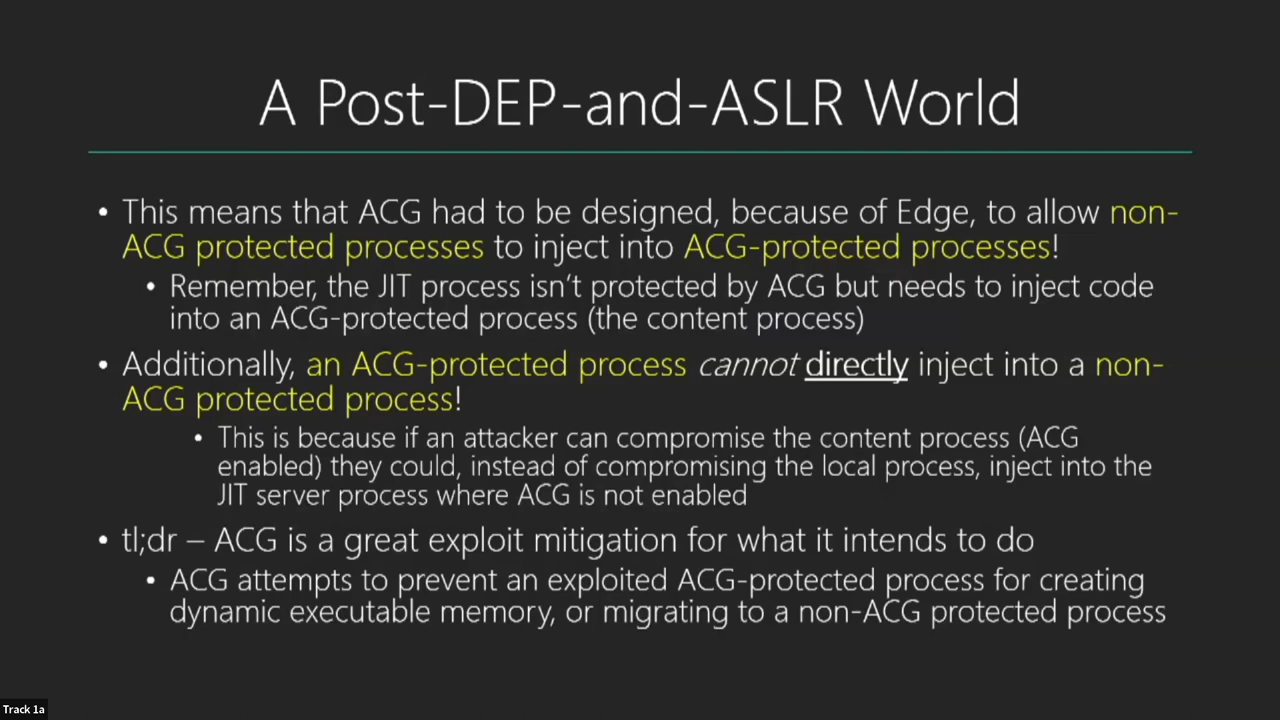 A Post-DEP-and-ASLR World
• This means that ACG had to be designed, because of Edge, to allow non-
ACG protected processes to inject into ACG-protected processes!
• Remember, the JIT process isn't protected by ACG but needs to inject code
into an ACG-protected process (the content process)
• Additionally, an ACG-protected process cannot directly inject into a non-
ACG protected process!
• This is because if an attacker can compromise the content process (ACG
enabled) they could, instead of compromising the local process, inject into the
JIT server process where ACG is not enabled
• tl;dr – ACG is a great exploit mitigation for what it intends to do
• ACG attempts to prevent an exploited ACG-protected process for creating
dynamic executable memory, or migrating to a non-ACG protected process
Track 1a